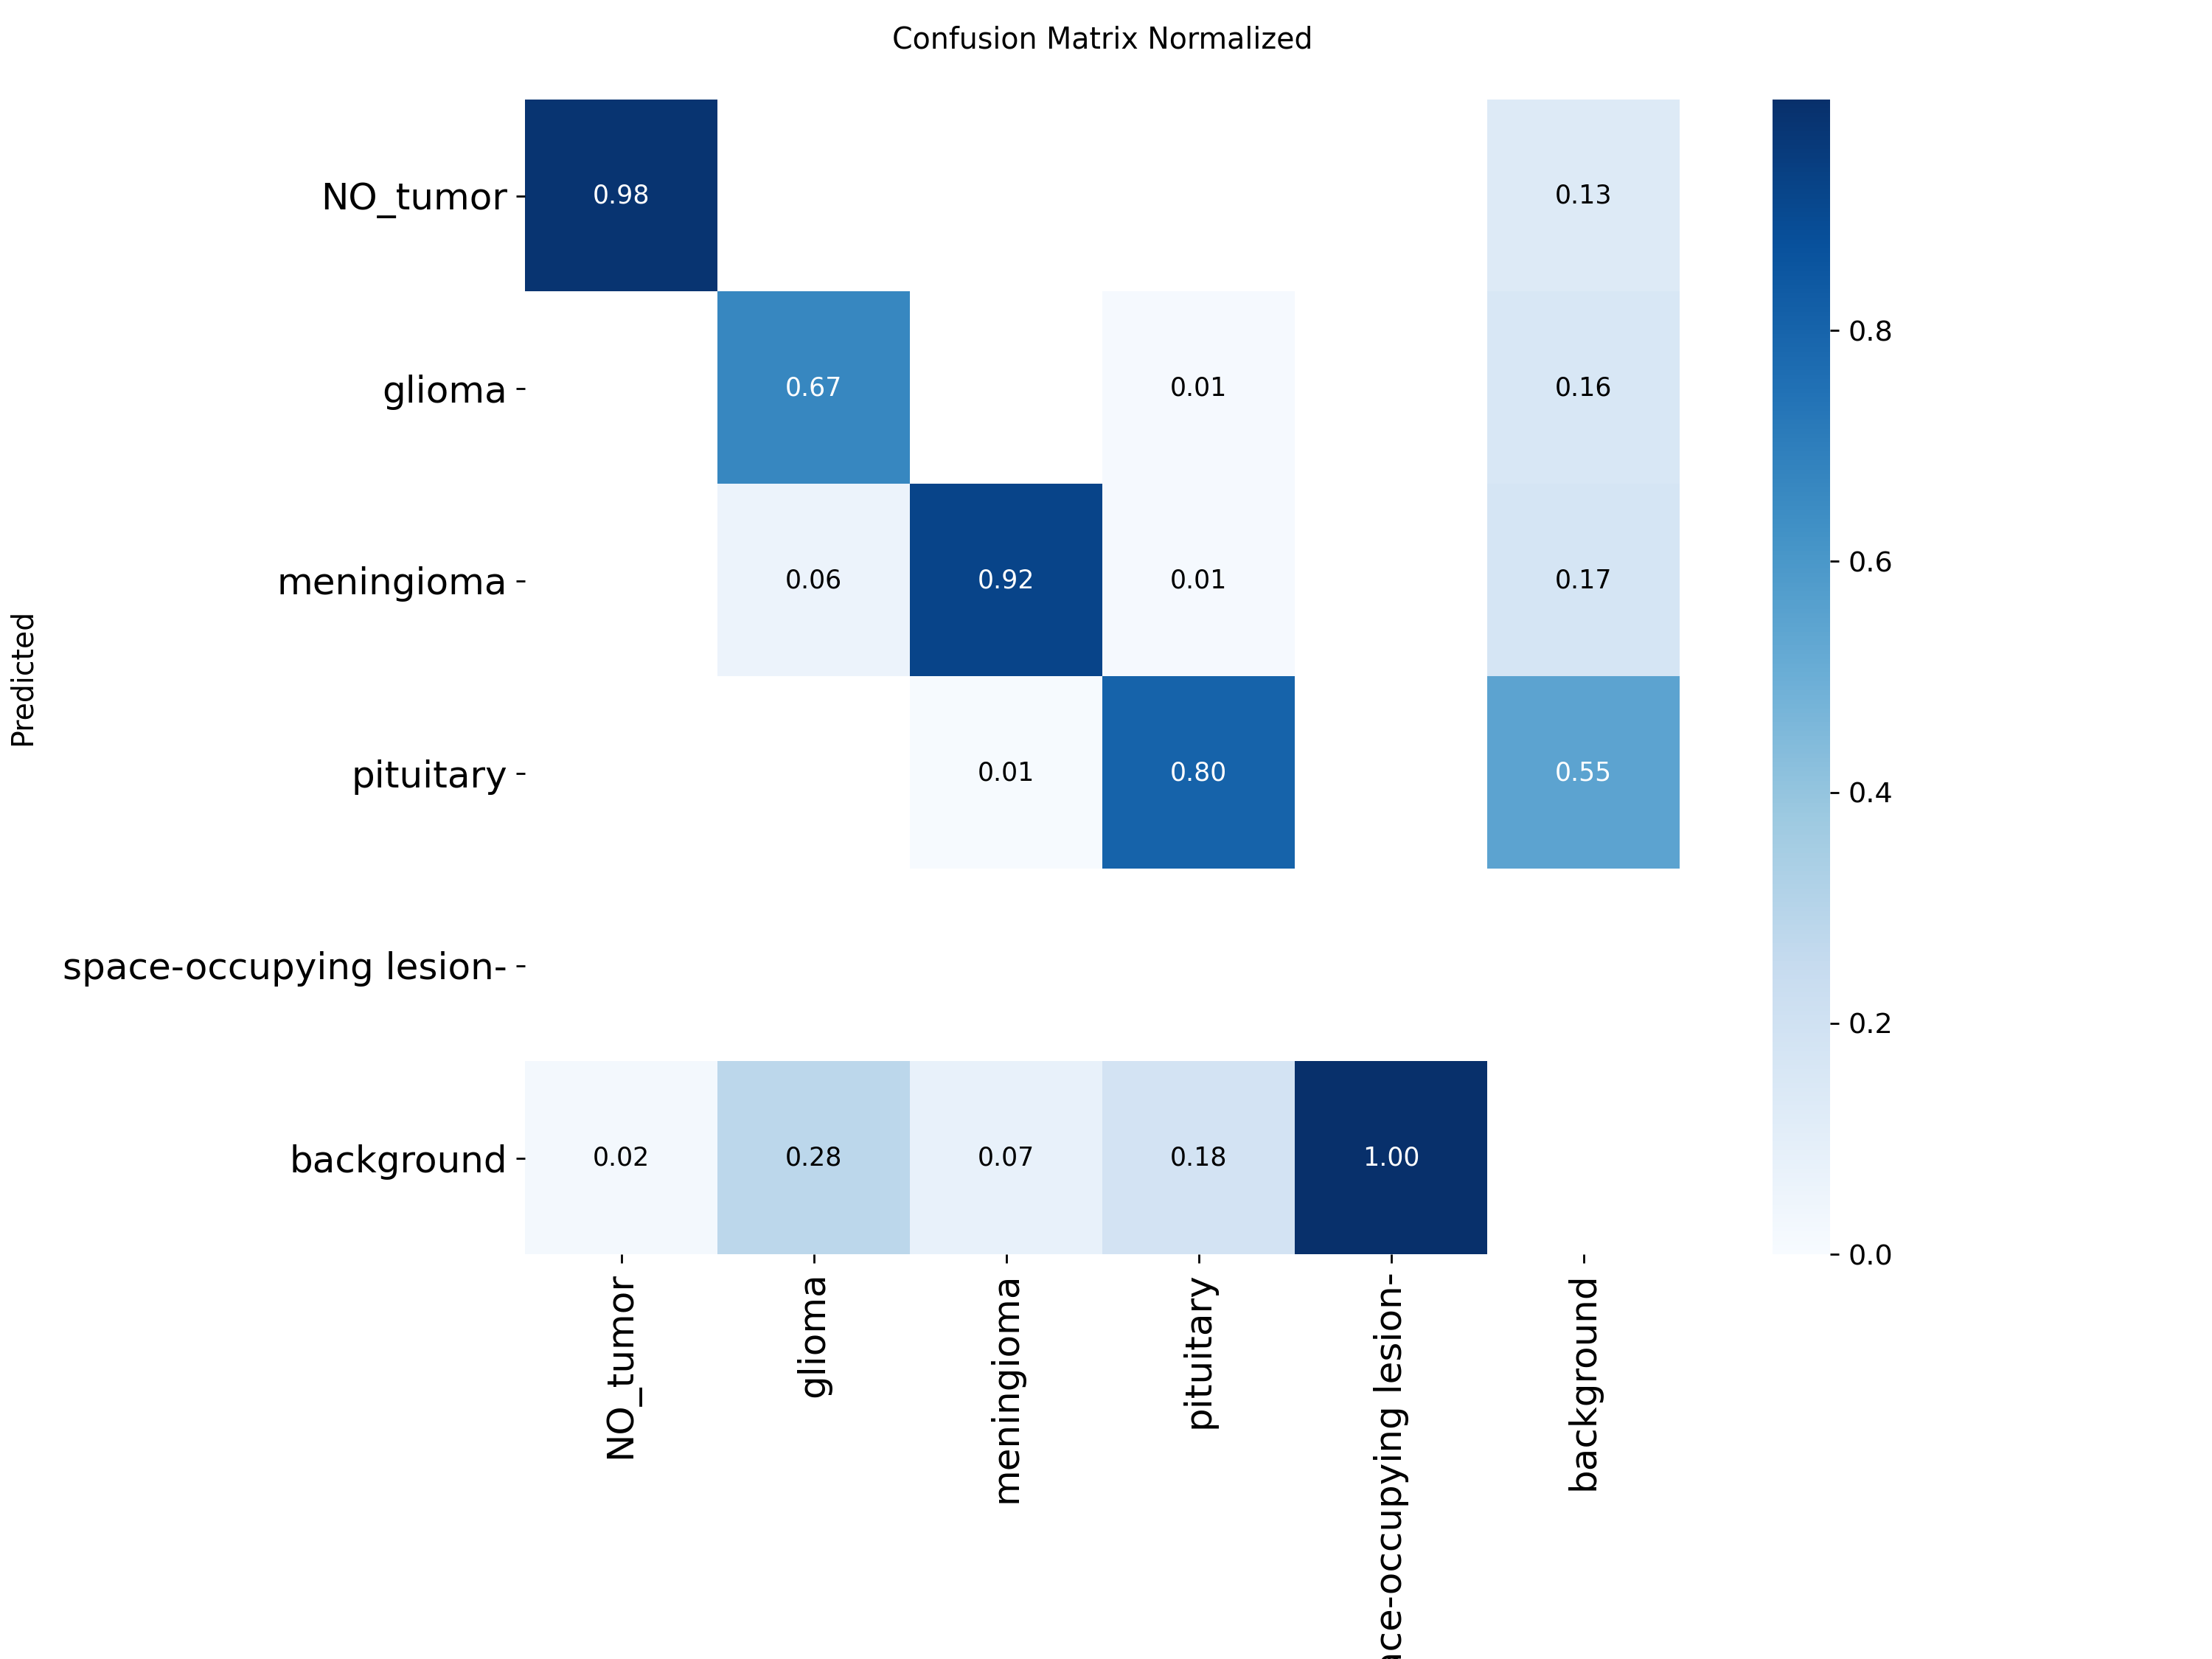 Confusion Matrix Normalized
Predicted
NO_tumor 0.98 0.13
glioma 0.67 0.01 0.16
meningioma 0.06 0.92 0.01 0.17
pituitary 0.01 0.80 0.55
space-occupying lesion-
background 0.02 0.28 0.07 0.18 1.00
NO_tumor
glioma
meningioma
pituitary
ace-occupying lesion-
background
0.8
0.6
0.4
0.2
0.0